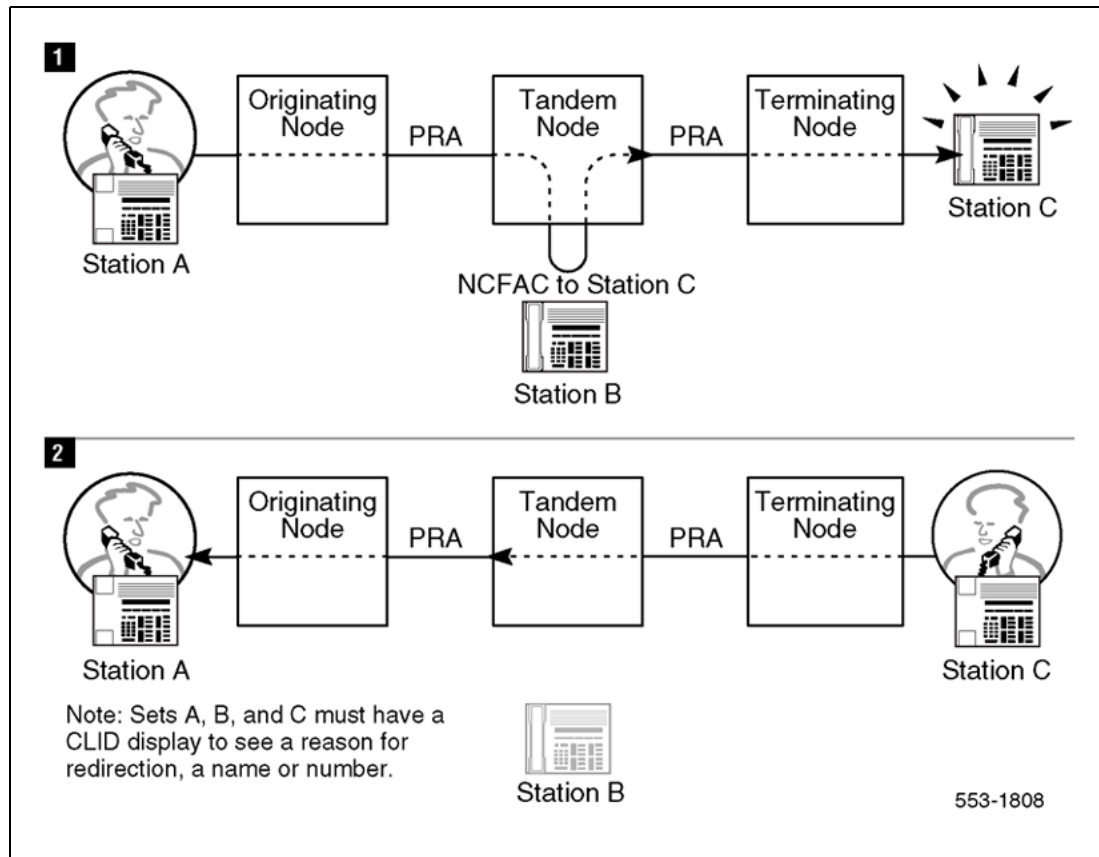 1
Originating
Node
PRA
Tandem
Node
PRA
Terminating
Node
Station A
Station C
NCFAC to Station C
Station B
2
Originating
Node
PRA
Tandem
Node
PRA
Terminating
Node
Station A
Station C
Note: Sets A, B, and C must have a
CLID display to see a reason for
redirection, a name or number.
Station B
553-1808